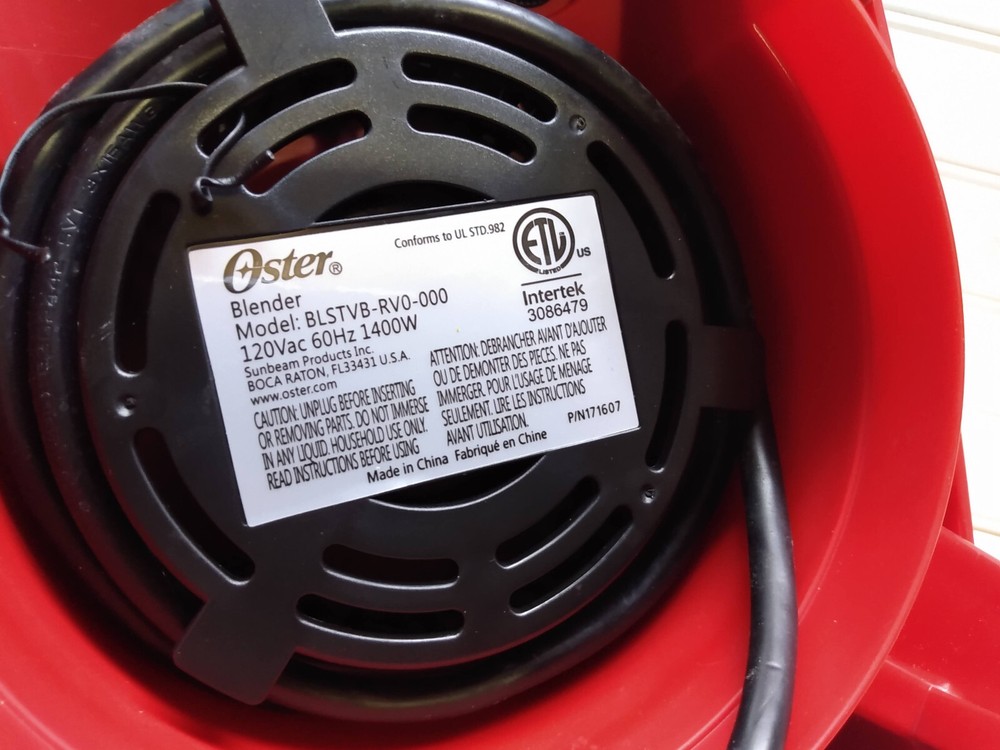 Oster®
Blender
Model: BLSTVB-RV0-000
120Vac 60Hz 1400W
Sunbeam Products Inc.
BOCA RATON, FL33431 U.S.A.
www.oster.com
CAUTION: UNPLUG BEFORE INSERTING
OR REMOVING PARTS. DO NOT IMMERSE
IN ANY LIQUID. HOUSEHOLD USE ONLY.
READ INSTRUCTIONS BEFORE USING
Conforms to UL STD.982
ETL™
LISTED
US
Intertek
3086479
ATTENTION: DEBRANCHER AVANT D'AJOUTER
OU DE DEMONTER DES PIECES. NE PAS
IMMERGER. POUR L'USAGE DE MENAGE
SEULEMENT. LIRE LES INSTRUCTIONS
AVANT UTILISATION.
P/N171607
Made in China Fabriqué en Chine